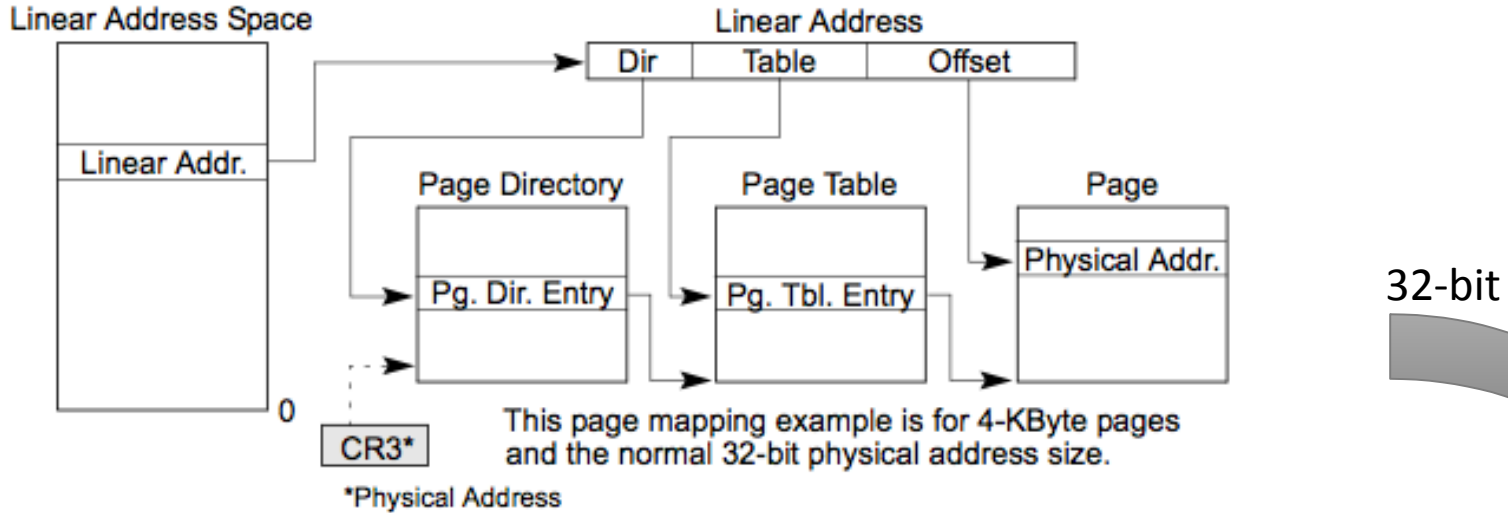 Linear Address Space
Linear Address
Dir Table Offset
Linear Addr.
Page Directory Page Table Page
Physical Addr.
Pg. Dir. Entry Pg. Tbl. Entry
32-bit
0
CR3*
This page mapping example is for 4-KByte pages
and the normal 32-bit physical address size.
*Physical Address